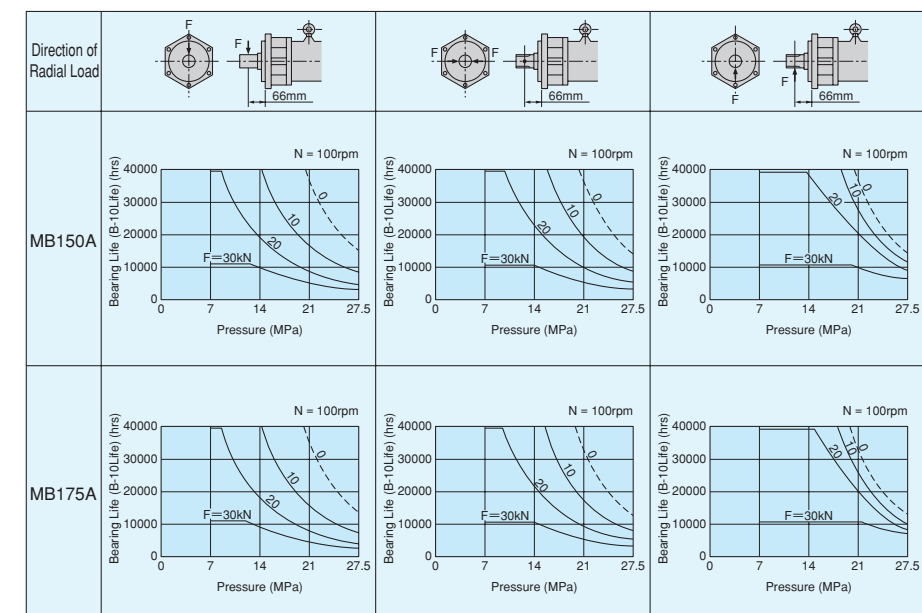 Direction of
Radial Load
F
F
66mm
F
F
66mm
F
F
66mm
MB150A
N = 100rpm
Bearing Life (B-10Life) (hrs)
40000
30000
20000
10000
0
0
10
20
F=30kN
0 7 14 21 27.5
Pressure (MPa)
N = 100rpm
Bearing Life (B-10Life) (hrs)
40000
30000
20000
10000
0
0
10
20
F=30kN
0 7 14 21 27.5
Pressure (MPa)
N = 100rpm
Bearing Life (B-10Life) (hrs)
40000
30000
20000
10000
0
0
10
20
F=30kN
0 7 14 21 27.5
Pressure (MPa)
MB175A
N = 100rpm
Bearing Life (B-10Life) (hrs)
40000
30000
20000
10000
0
0
10
20
F=30kN
0 7 14 21 27.5
Pressure (MPa)
N = 100rpm
Bearing Life (B-10Life) (hrs)
40000
30000
20000
10000
0
0
10
20
F=30kN
0 7 14 21 27.5
Pressure (MPa)
N = 100rpm
Bearing Life (B-10Life) (hrs)
40000
30000
20000
10000
0
0
10
20
F=30kN
0 7 14 21 27.5
Pressure (MPa)